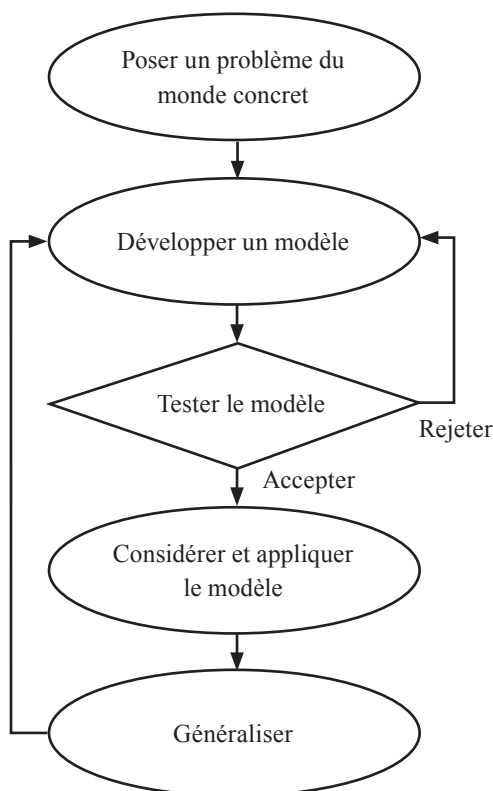 Poser un problème du
monde concret
Développer un modèle
Tester le modèle
Rejeter
Accepter
Considérer et appliquer
le modèle
Généraliser